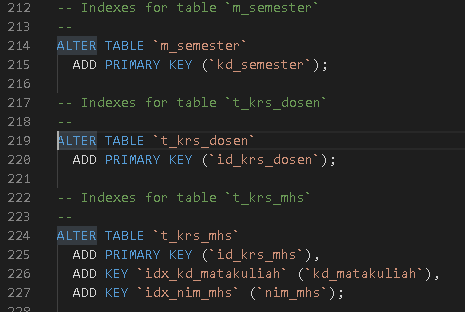 212 -- Indexes for table `m_semester`
213 --
214 ALTER TABLE `m_semester`
215 ADD PRIMARY KEY (`kd_semester`);
216
217 -- Indexes for table `t_krs_dosen`
218 --
219 ALTER TABLE `t_krs_dosen`
220 ADD PRIMARY KEY (`id_krs_dosen`);
221
222 -- Indexes for table `t_krs_mhs`
223 --
224 ALTER TABLE `t_krs_mhs`
225 ADD PRIMARY KEY (`id_krs_mhs`),
226 ADD KEY `idx_kd_matakuliah` (`kd_matakuliah`),
227 ADD KEY `idx_nim_mhs` (`nim_mhs`);
228